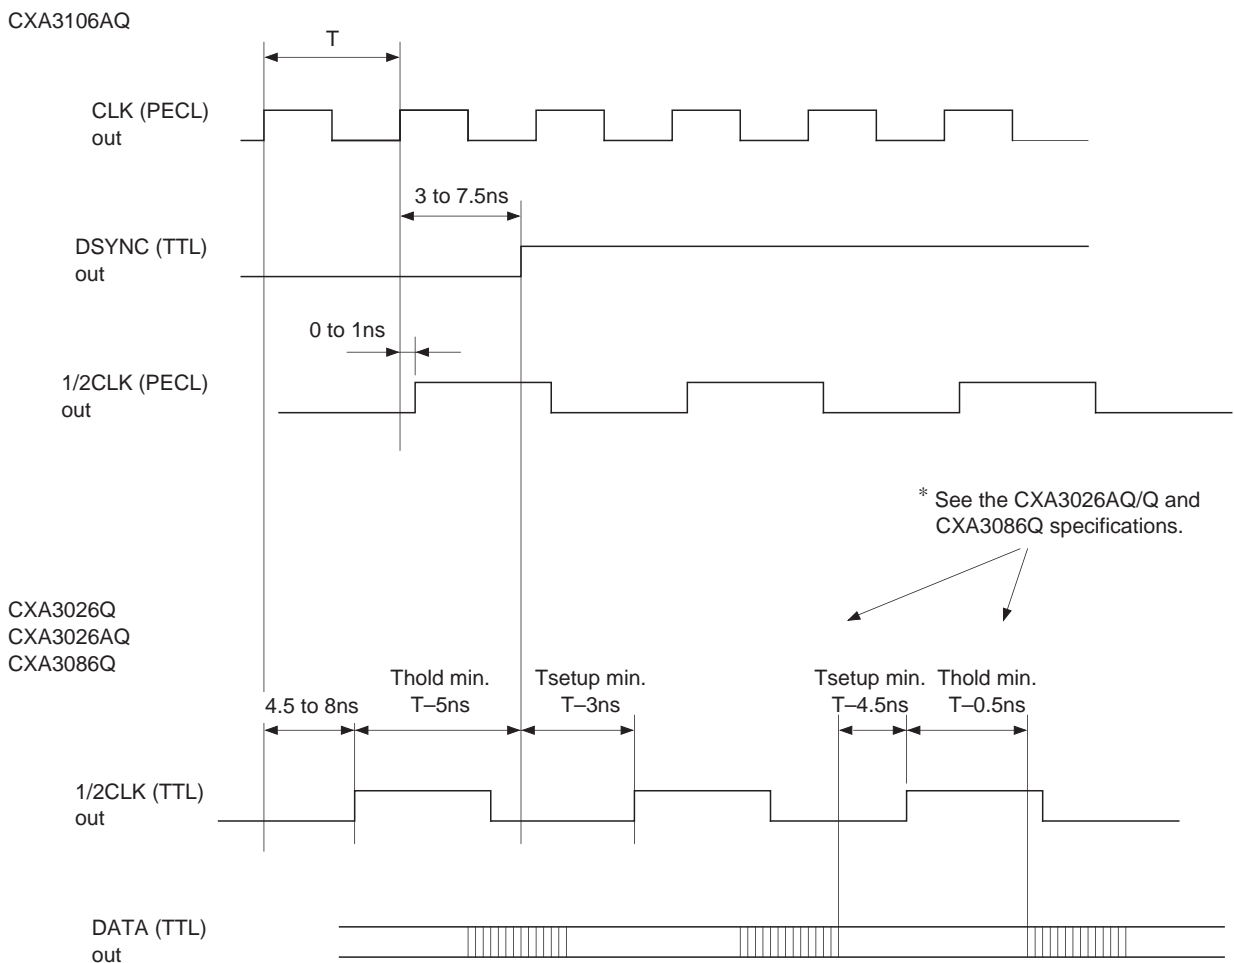 CXA3106AQ
T
CLK (PECL)
out
3 to 7.5ns
DSYNC (TTL)
out
0 to 1ns
1/2CLK (PECL)
out
* See the CXA3026AQ/Q and
CXA3086Q specifications.
CXA3026Q
CXA3026AQ
CXA3086Q
4.5 to 8ns
Thold min.
T–5ns
Tsetup min.
T–3ns
Tsetup min.
T–4.5ns
Thold min.
T–0.5ns
1/2CLK (TTL)
out
DATA (TTL)
out